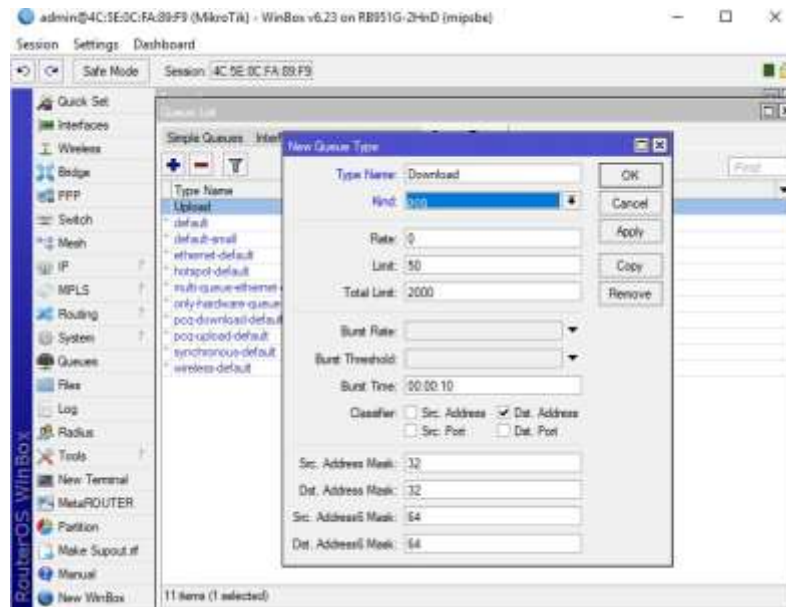 admin@4C:5E:0C:FA:89:F9 (MikroTik) - WinBox v6.23 on RB951G-2HnD (mipsbe)
Session Settings Dashboard
Safe Mode Session: 4C:5E:0C:FA:89:F9
Quick Set
Interfaces
Wireless
Bridge
PPP
Switch
Mesh
IP
MPLS
Routing
System
Queues
Files
Log
Radius
Tools
New Terminal
MetaROUTER
Partition
Make Supout.rif
Manual
New WinBox
RouterOS WinBox
Queue List
Simple Queues
Find
Type Name
Upload
default
default-small
ethernet-default
hotspot-default
multi-queue-ethernet
only-hardware-queue
pcq-download-default
pcq-upload-default
synchronous-default
wireless-default
11 items (1 selected)
New Queue Type
Type Name: Download
Kind: pcq
Rate: 0
Limit: 50
Total Limit: 2000
Burst Rate:
Burst Threshold:
Burst Time: 00:00:10
Classifier: Src. Address Dst. Address
Src. Port Dst. Port
Src. Address Mask: 32
Dst. Address Mask: 32
Src. Address6 Mask: 64
Dst. Address6 Mask: 64
OK
Cancel
Apply
Copy
Remove